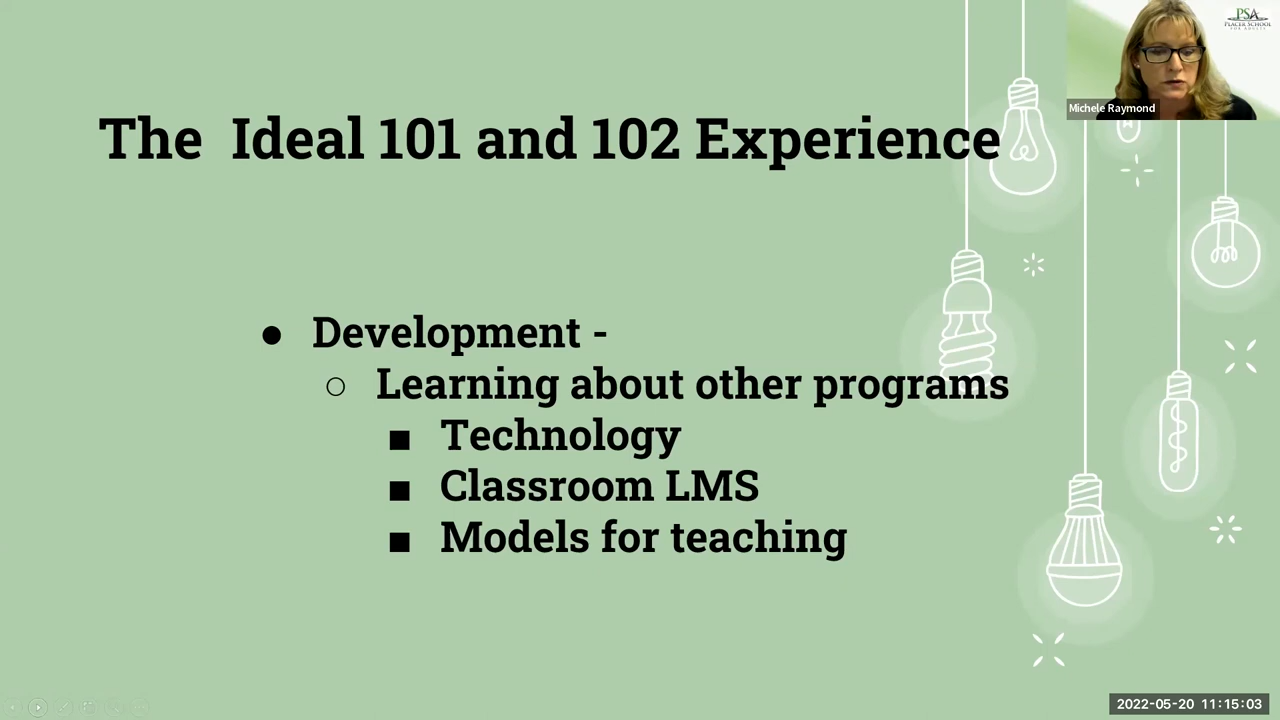 The  Ideal 101 and 102 Experience
● Development -
○ Learning about other programs
■ Technology
■ Classroom LMS
■ Models for teaching
PSA
PLACER SCHOOL
FOR ADULTS
Michele Raymond
2022-05-20 11:15:03